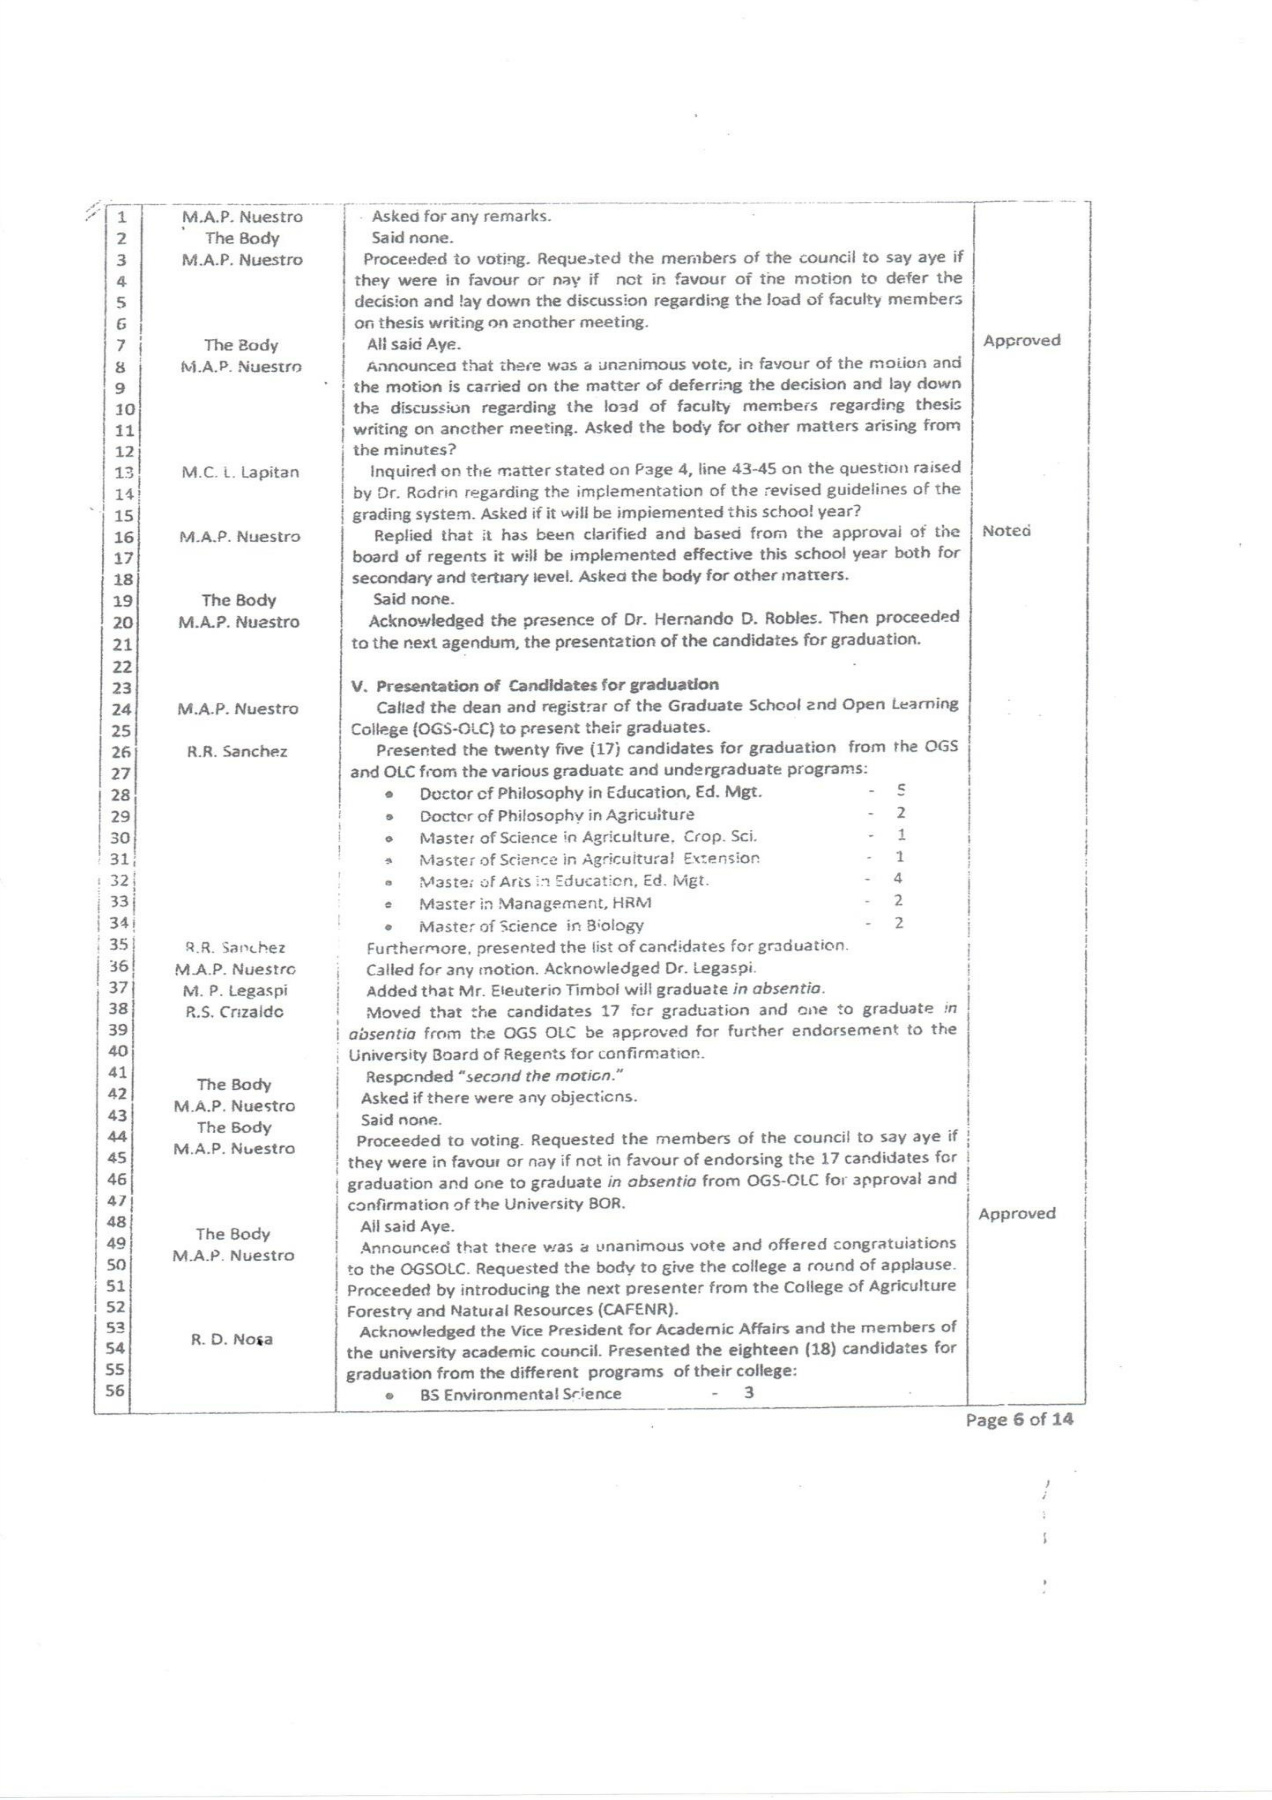 1 M.A.P. Nuestro Asked for any remarks.
2 The Body Said none.
3 M.A.P. Nuestro Proceeded to voting. Requested the members of the council to say aye if
4 they were in favour or nay if not in favour of the motion to defer the
5 decision and lay down the discussion regarding the load of faculty members
6 on thesis writing on another meeting.
7 The Body All said Aye. Approved
8 M.A.P. Nuestro Announced that there was a unanimous vote, in favour of the motion and
9 the motion is carried on the matter of deferring the decision and lay down
10 the discussion regarding the load of faculty members regarding thesis
11 writing on another meeting. Asked the body for other matters arising from
12 the minutes?
13 M.C. L. Lapitan Inquired on the matter stated on Page 4, line 43-45 on the question raised
14 by Dr. Rodrin regarding the implementation of the revised guidelines of the
15 grading system. Asked if it will be implemented this school year?
16 M.A.P. Nuestro Replied that it has been clarified and based from the approval of the Noted
17 board of regents it will be implemented effective this school year both for
18 secondary and tertiary level. Asked the body for other matters.
19 The Body Said none.
20 M.A.P. Nuestro Acknowledged the presence of Dr. Hernando D. Robles. Then proceeded
21 to the next agendum, the presentation of the candidates for graduation.
22
23 V. Presentation of Candidates for graduation
24 M.A.P. Nuestro Called the dean and registrar of the Graduate School and Open Learning
25 College (OGS-OLC) to present their graduates.
26 R.R. Sanchez Presented the twenty five (17) candidates for graduation from the OGS
27 and OLC from the various graduate and undergraduate programs:
28 • Doctor of Philosophy in Education, Ed. Mgt. - 5
29 • Doctor of Philosophy in Agriculture - 2
30 • Master of Science in Agriculture, Crop. Sci. - 1
31 • Master of Science in Agricultural Extension - 1
32 • Master of Arts in Education, Ed. Mgt. - 4
33 • Master in Management, HRM - 2
34 • Master of Science in Biology - 2
35 R.R. Sanchez Furthermore, presented the list of candidates for graduation.
36 M.A.P. Nuestro Called for any motion. Acknowledged Dr. Legaspi.
37 M. P. Legaspi Added that Mr. Eleuterio Timbol will graduate in absentia.
38 R.S. Crizaldo Moved that the candidates 17 for graduation and one to graduate in
39 absentia from the OGS OLC be approved for further endorsement to the
40 University Board of Regents for confirmation.
41 The Body Responded "second the motion."
42 M.A.P. Nuestro Asked if there were any objections.
43 The Body Said none.
44 M.A.P. Nuestro Proceeded to voting. Requested the members of the council to say aye if
45 they were in favour or nay if not in favour of endorsing the 17 candidates for
46 graduation and one to graduate in absentia from OGS-OLC for approval and
47 confirmation of the University BOR. Approved
48 The Body All said Aye.
49 M.A.P. Nuestro Announced that there was a unanimous vote and offered congratulations
50 to the OGSOLC. Requested the body to give the college a round of applause.
51 Proceeded by introducing the next presenter from the College of Agriculture
52 Forestry and Natural Resources (CAFENR).
53 R. D. Nosa Acknowledged the Vice President for Academic Affairs and the members of
54 the university academic council. Presented the eighteen (18) candidates for
55 graduation from the different programs of their college:
56 • BS Environmental Science - 3
Page 6 of 14